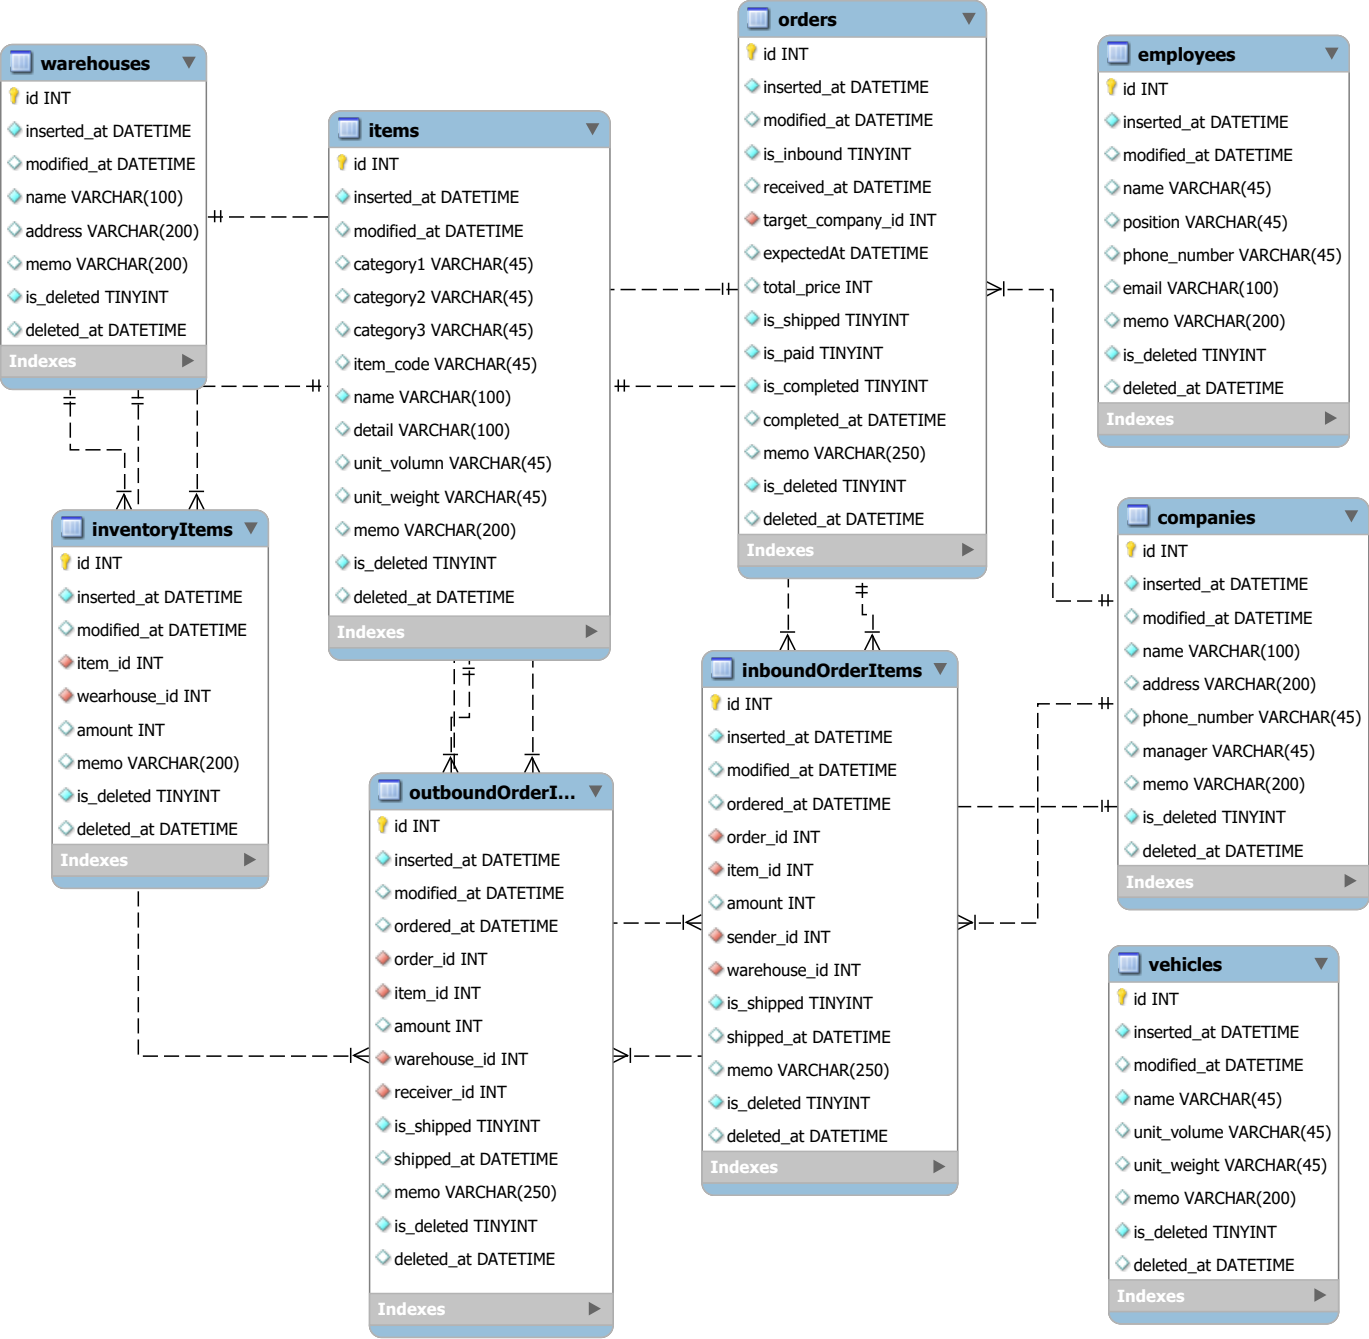 warehouses
id INT
inserted_at DATETIME
modified_at DATETIME
name VARCHAR(100)
address VARCHAR(200)
memo VARCHAR(200)
is_deleted TINYINT
deleted_at DATETIME
Indexes
items
id INT
inserted_at DATETIME
modified_at DATETIME
category1 VARCHAR(45)
category2 VARCHAR(45)
category3 VARCHAR(45)
item_code VARCHAR(45)
name VARCHAR(100)
detail VARCHAR(100)
unit_volumn VARCHAR(45)
unit_weight VARCHAR(45)
memo VARCHAR(200)
is_deleted TINYINT
deleted_at DATETIME
Indexes
orders
id INT
inserted_at DATETIME
modified_at DATETIME
is_inbound TINYINT
received_at DATETIME
target_company_id INT
expectedAt DATETIME
total_price INT
is_shipped TINYINT
is_paid TINYINT
is_completed TINYINT
completed_at DATETIME
memo VARCHAR(250)
is_deleted TINYINT
deleted_at DATETIME
Indexes
employees
id INT
inserted_at DATETIME
modified_at DATETIME
name VARCHAR(45)
position VARCHAR(45)
phone_number VARCHAR(45)
email VARCHAR(100)
memo VARCHAR(200)
is_deleted TINYINT
deleted_at DATETIME
Indexes
inventoryItems
id INT
inserted_at DATETIME
modified_at DATETIME
item_id INT
wearhouse_id INT
amount INT
memo VARCHAR(200)
is_deleted TINYINT
deleted_at DATETIME
Indexes
outboundOrderI...
id INT
inserted_at DATETIME
modified_at DATETIME
ordered_at DATETIME
order_id INT
item_id INT
amount INT
warehouse_id INT
receiver_id INT
is_shipped TINYINT
shipped_at DATETIME
memo VARCHAR(250)
is_deleted TINYINT
deleted_at DATETIME
Indexes
inboundOrderItems
id INT
inserted_at DATETIME
modified_at DATETIME
ordered_at DATETIME
order_id INT
item_id INT
amount INT
sender_id INT
warehouse_id INT
is_shipped TINYINT
shipped_at DATETIME
memo VARCHAR(250)
is_deleted TINYINT
deleted_at DATETIME
Indexes
companies
id INT
inserted_at DATETIME
modified_at DATETIME
name VARCHAR(100)
address VARCHAR(200)
phone_number VARCHAR(45)
manager VARCHAR(45)
memo VARCHAR(200)
is_deleted TINYINT
deleted_at DATETIME
Indexes
vehicles
id INT
inserted_at DATETIME
modified_at DATETIME
name VARCHAR(45)
unit_volume VARCHAR(45)
unit_weight VARCHAR(45)
memo VARCHAR(200)
is_deleted TINYINT
deleted_at DATETIME
Indexes